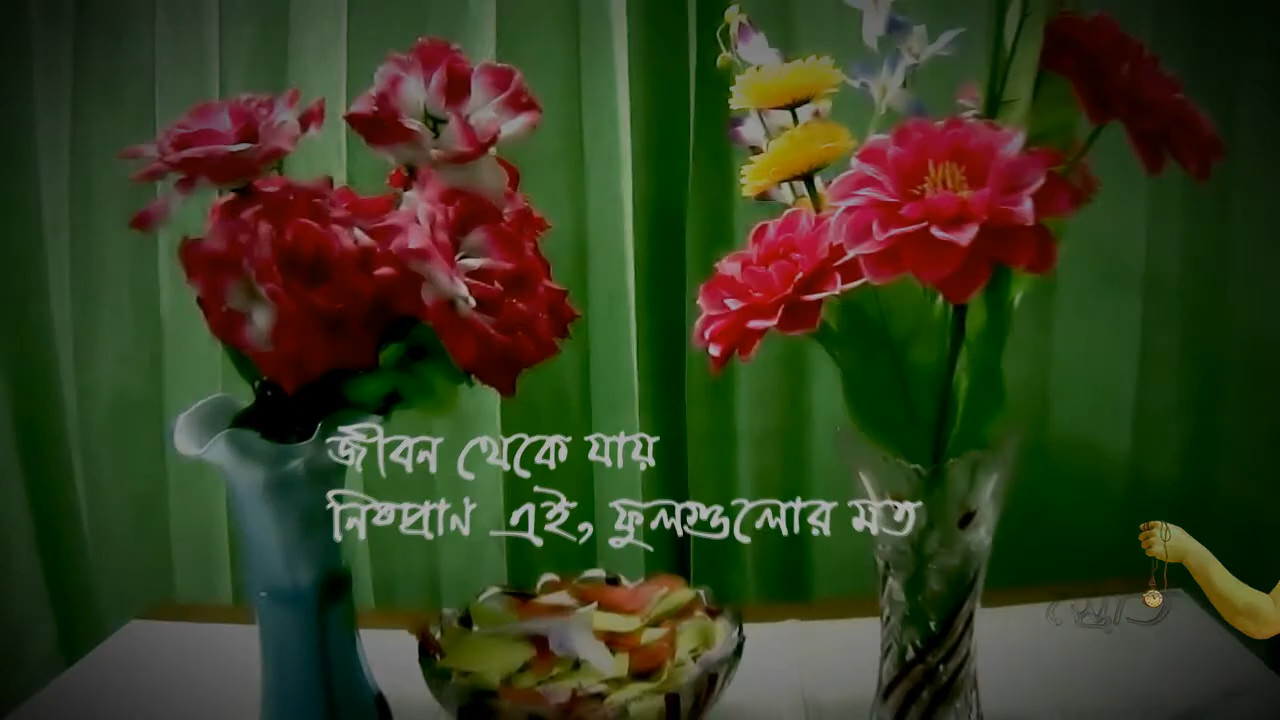 জীবন থেকে যায়
নিষ্প্রাণ এই, ফুলগুলোর মত